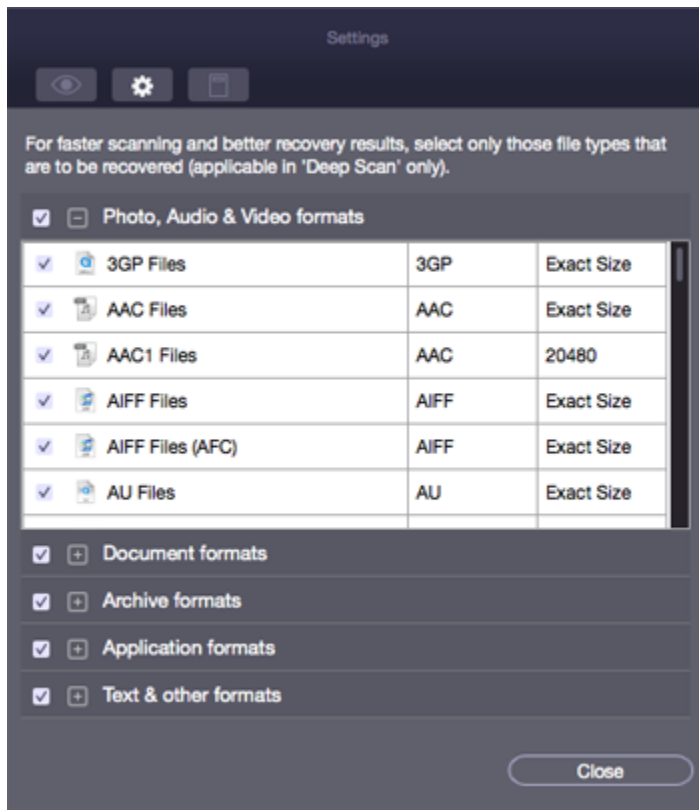 Settings
For faster scanning and better recovery results, select only those file types that
are to be recovered (applicable in 'Deep Scan' only).
Photo, Audio & Video formats
3GP Files 3GP Exact Size
AAC Files AAC Exact Size
AAC1 Files AAC 20480
AIFF Files AIFF Exact Size
AIFF Files (AFC) AIFF Exact Size
AU Files AU Exact Size
Document formats
Archive formats
Application formats
Text & other formats
Close